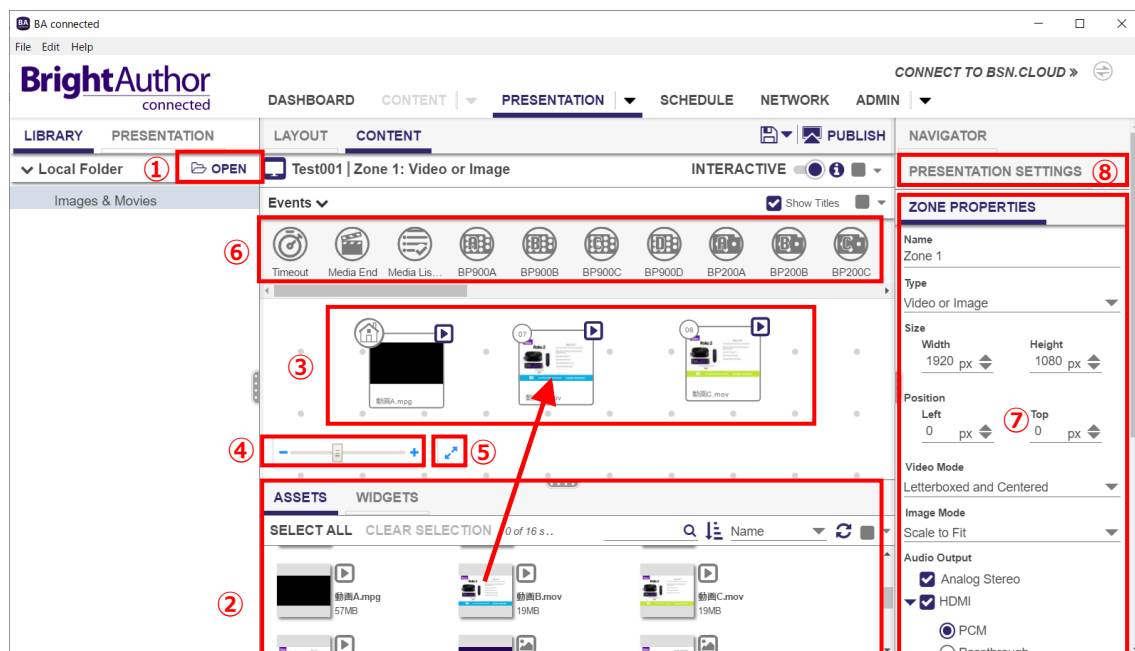 BA connected
File Edit Help
BrightAuthor
connected
CONNECT TO BSN.CLOUD »
DASHBOARD CONTENT PRESENTATION SCHEDULE NETWORK ADMIN
LIBRARY PRESENTATION
LAYOUT CONTENT
PUBLISH
NAVIGATOR
Local Folder
① OPEN
Test001 | Zone 1: Video or Image
INTERACTIVE
PRESENTATION SETTINGS ⑧
Images & Movies
Events
Show Titles
ZONE PROPERTIES
⑥
Timeout Media End Media Lis... BP900A BP900B BP900C BP900D BP200A BP200B BP200C
Name
Zone 1
Type
Video or Image
Size
Width Height
1920 px 1080 px
③
07
08
動画A.mpg
動画C.mov
Position
Left Top
0 px ⑦ 0 px
④
⑤
Video Mode
Letterboxed and Centered
Image Mode
Scale to Fit
Audio Output
Analog Stereo
HDMI
PCM
Passthrough
ASSETS WIDGETS
SELECT ALL CLEAR SELECTION 0 of 16 s..
Name
②
動画A.mpg
57MB
動画B.mov
19MB
動画C.mov
19MB